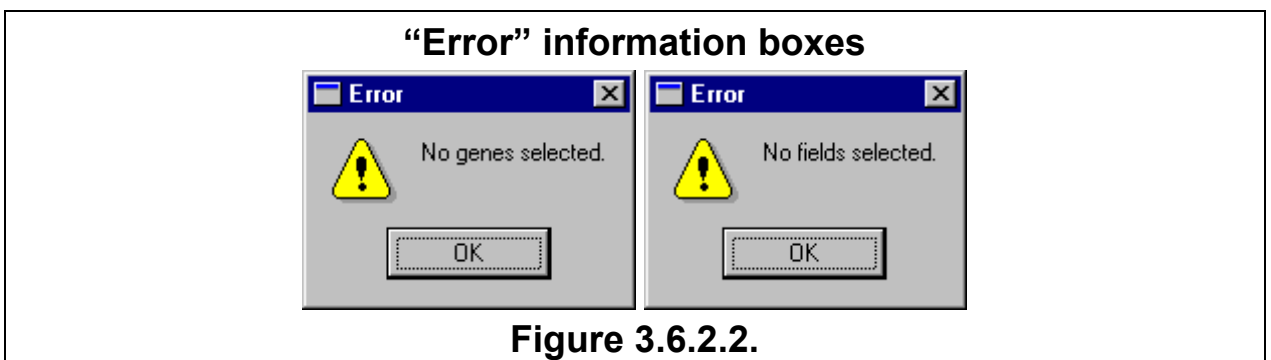 “Error” information boxes
Error
No genes selected.
OK
Error
No fields selected.
OK
Figure 3.6.2.2.